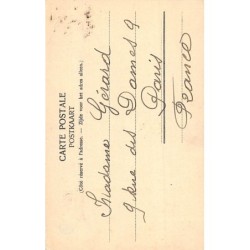 CARTE POSTALE
POSTKAART
(Côté réservé à l'adresse. — Zijde voor het adres alleen.)
Madame Gérard
9 Rue des Dames 9
Paris
France